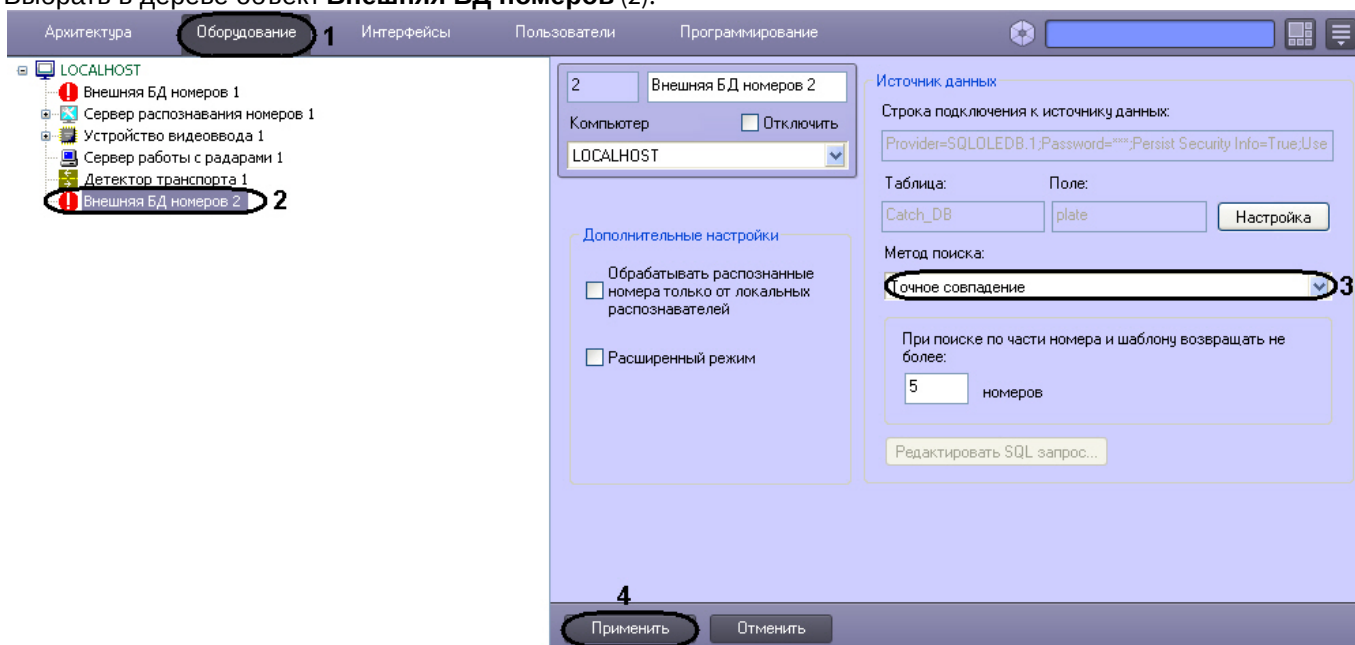 Выбрать в дереве объект Внешняя БД номеров (2).
Архитектура Оборудование 1 Интерфейсы Пользователи Программирование
LOCALHOST
Внешняя БД номеров 1
Сервер распознавания номеров 1
Устройство видеоввода 1
Сервер работы с радарами 1
Детектор транспорта 1
Внешняя БД номеров 2 2
2 Внешняя БД номеров 2
Компьютер Отключить
LOCALHOST
Дополнительные настройки
Обрабатывать распознанные
номера только от локальных
распознавателей
Расширенный режим
Источник данных
Строка подключения к источнику данных:
Provider=SQLOLEDB.1;Password=***;Persist Security Info=True;Use
Таблица: Поле:
Catch_DB plate Настройка
Метод поиска:
Точное совпадение 3
При поиске по части номера и шаблону возвращать не
более:
5 номеров
Редактировать SQL запрос...
4
Применить Отменить